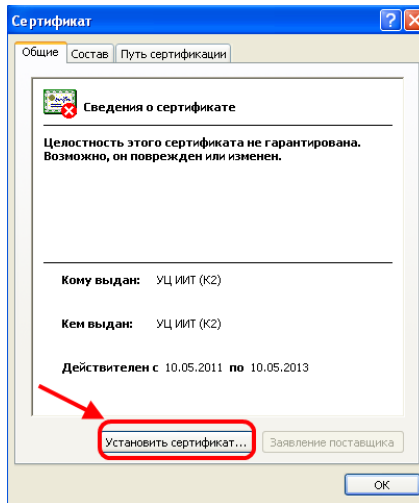 Сертификат
Общие Состав Путь сертификации
Сведения о сертификате
Целостность этого сертификата не гарантирована.
Возможно, он поврежден или изменен.
Кому выдан: УЦ ИИТ (К2)
Кем выдан: УЦ ИИТ (К2)
Действителен с 10.05.2011 по 10.05.2013
Установить сертификат... Заявление поставщика
ОК